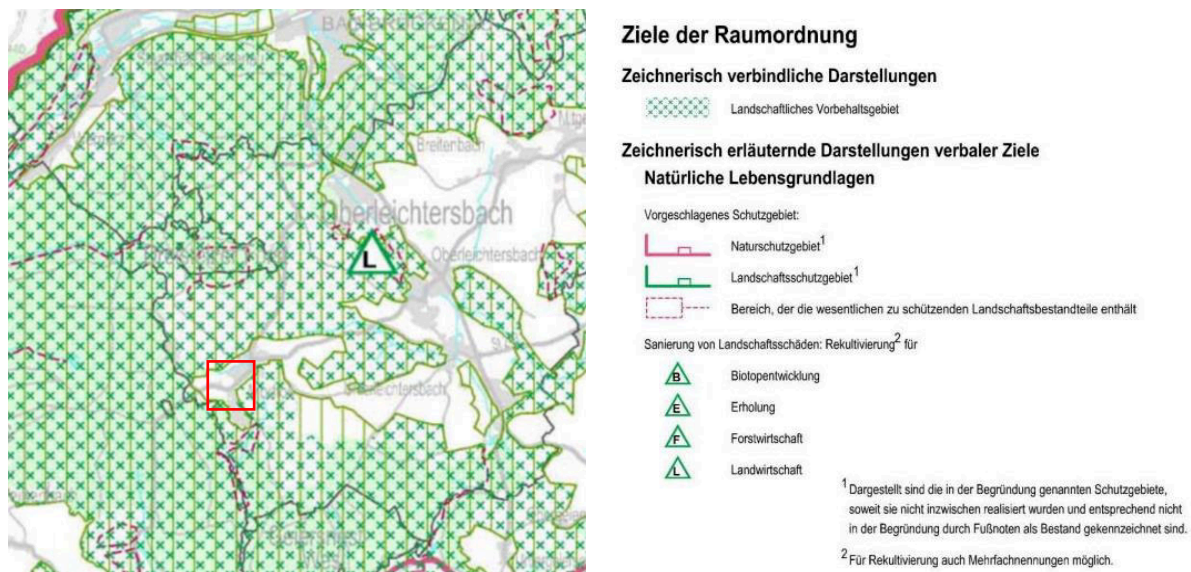 Breitenbach
Oberleichtersbach
L
Oberleichtersbach
Ziele der Raumordnung
Zeichnerisch verbindliche Darstellungen
Landschaftliches Vorbehaltsgebiet
Zeichnerisch erläuternde Darstellungen verbaler Ziele
Natürliche Lebensgrundlagen
Vorgeschlagenes Schutzgebiet:
Naturschutzgebiet1
Landschaftsschutzgebiet1
Bereich, der die wesentlichen zu schützenden Landschaftsbestandteile enthält
Sanierung von Landschaftsschäden: Rekultivierung2 für
B Biotopentwicklung
E Erholung
F Forstwirtschaft
L Landwirtschaft
1 Dargestellt sind die in der Begründung genannten Schutzgebiete,
soweit sie nicht inzwischen realisiert wurden und entsprechend nicht
in der Begründung durch Fußnoten als Bestand gekennzeichnet sind.
2 Für Rekultivierung auch Mehrfachnennungen möglich.